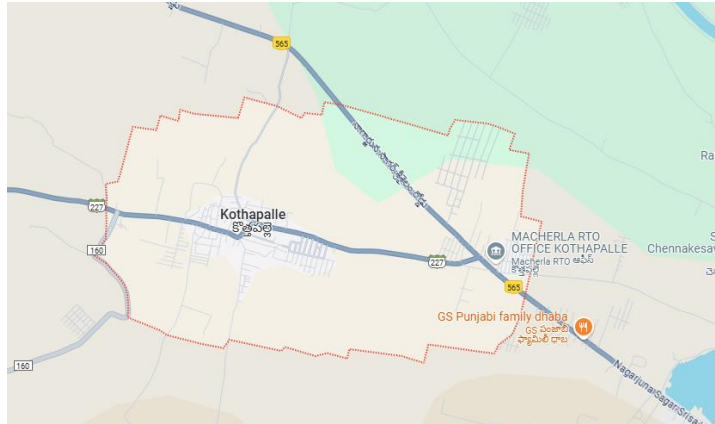 565
Ra
227
Kothapalle
కొత్తపల్లె
160
MACHERLA RTO
OFFICE KOTHAPALLE
Macherla RTO ఆఫీస్
కొత్తపల్లె
S
Chennakesav
227
565
GS Punjabi family dhaba
GS పంజాబీ
ఫ్యామిలీ ధాబా
160
Nagarjuna Sagar Srisa